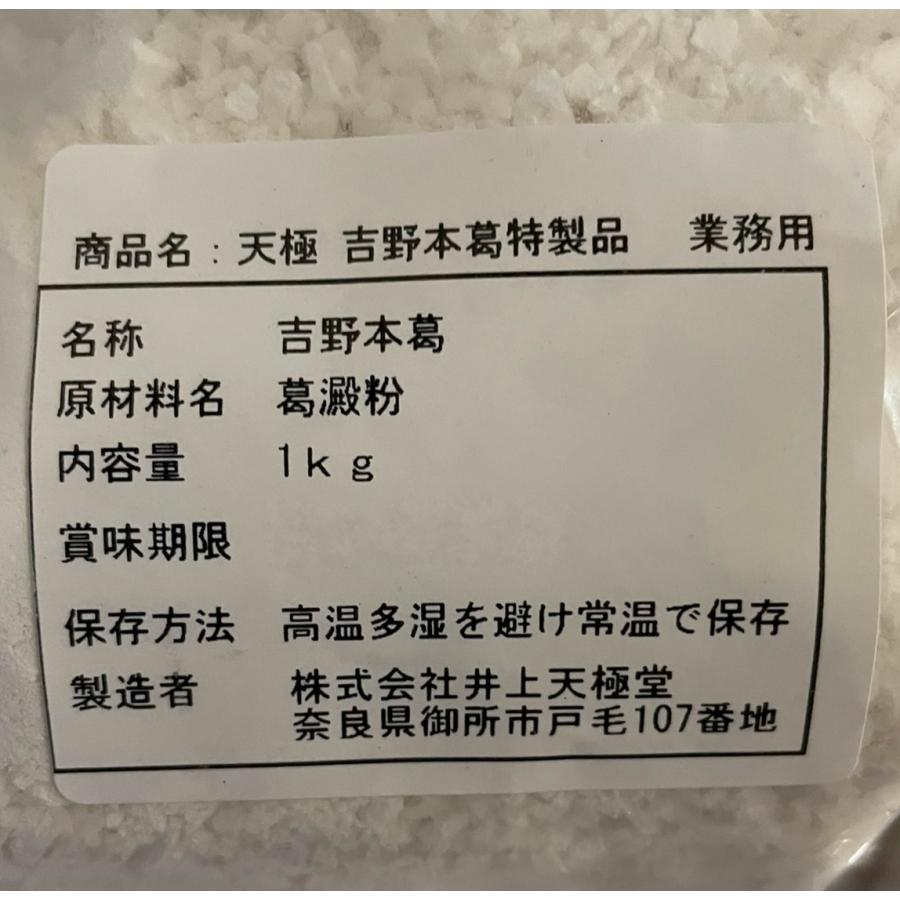 商品名：天極 吉野本葛特製品 業務用
名称 吉野本葛
原材料名 葛澱粉
内容量 1kg
賞味期限
保存方法 高温多湿を避け常温で保存
製造者 株式会社井上天極堂
奈良県御所市戸毛107番地